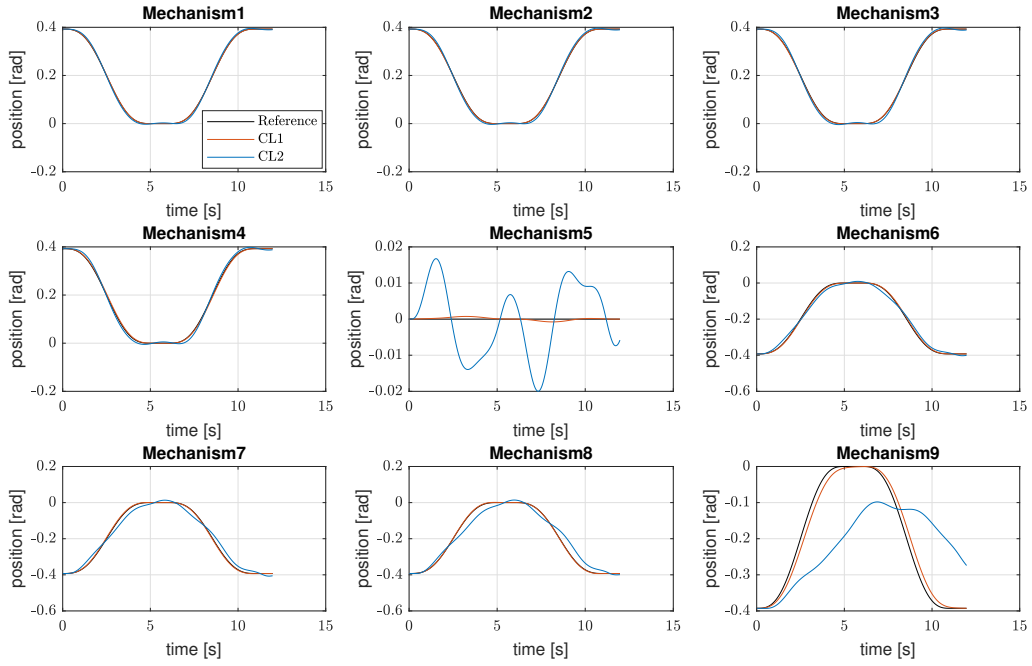 Mechanism1
Mechanism2
Mechanism3
position [rad]
0.4
0.2
0
-0.2
Reference
CL1
CL2
0
5
10
15
time [s]
position [rad]
0.4
0.2
0
-0.2
0
5
10
15
time [s]
position [rad]
0.4
0.2
0
-0.2
0
5
10
15
time [s]
Mechanism4
Mechanism5
Mechanism6
position [rad]
0.4
0.2
0
-0.2
0
5
10
15
time [s]
position [rad]
0.02
0.01
0
-0.01
-0.02
0
5
10
15
time [s]
position [rad]
0.2
0
-0.2
-0.4
-0.6
0
5
10
15
time [s]
Mechanism7
Mechanism8
Mechanism9
position [rad]
0.2
0
-0.2
-0.4
-0.6
0
5
10
15
time [s]
position [rad]
0.2
0
-0.2
-0.4
-0.6
0
5
10
15
time [s]
position [rad]
0
-0.1
-0.2
-0.3
-0.4
0
5
10
15
time [s]